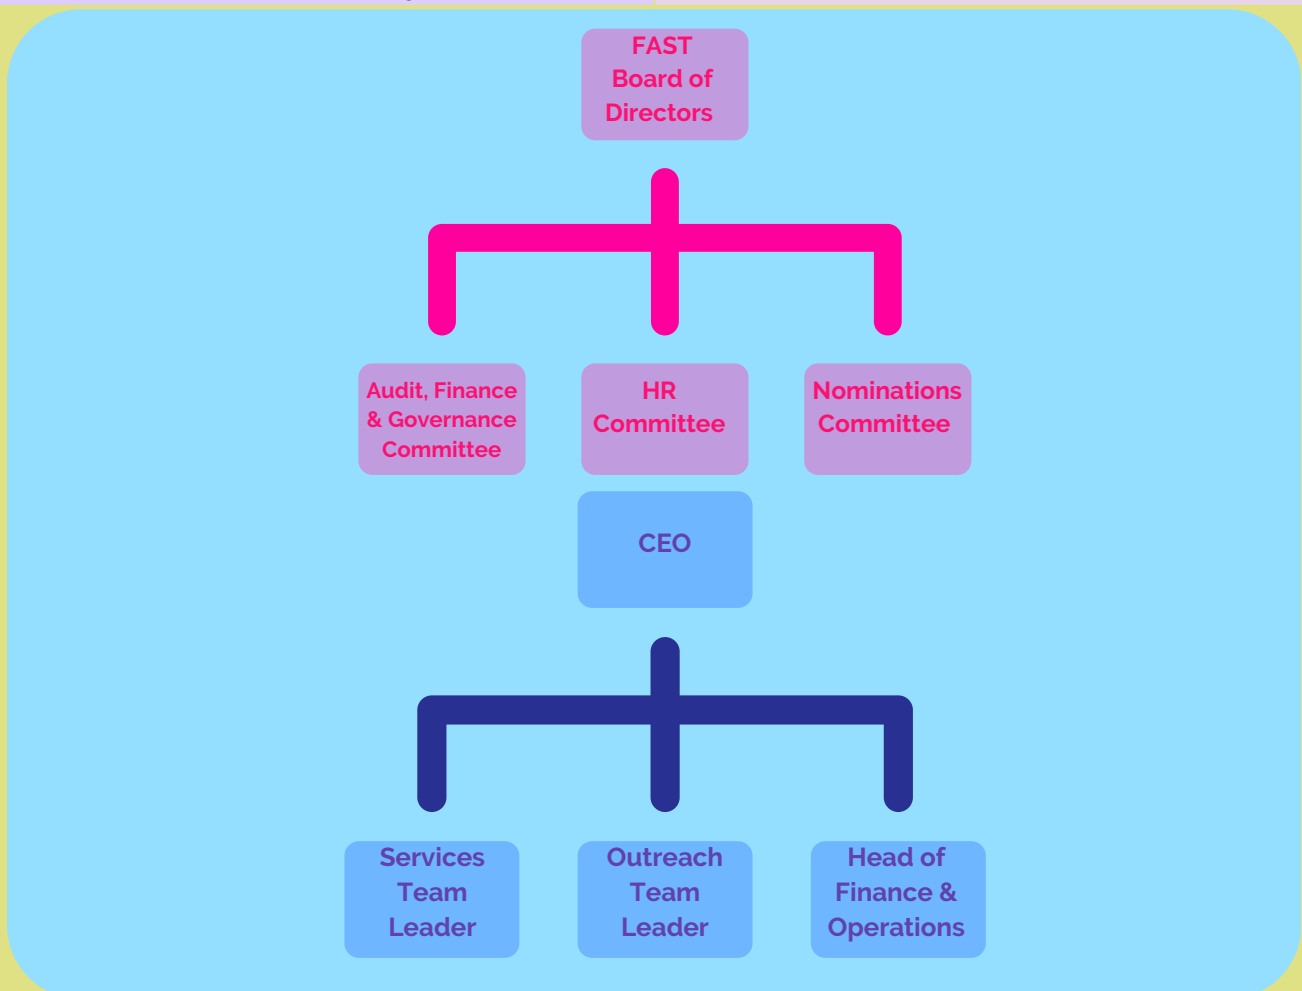 FAST
Board of
Directors
Audit, Finance
& Governance
Committee
HR
Committee
Nominations
Committee
CEO
Services
Team
Leader
Outreach
Team
Leader
Head of
Finance &
Operations